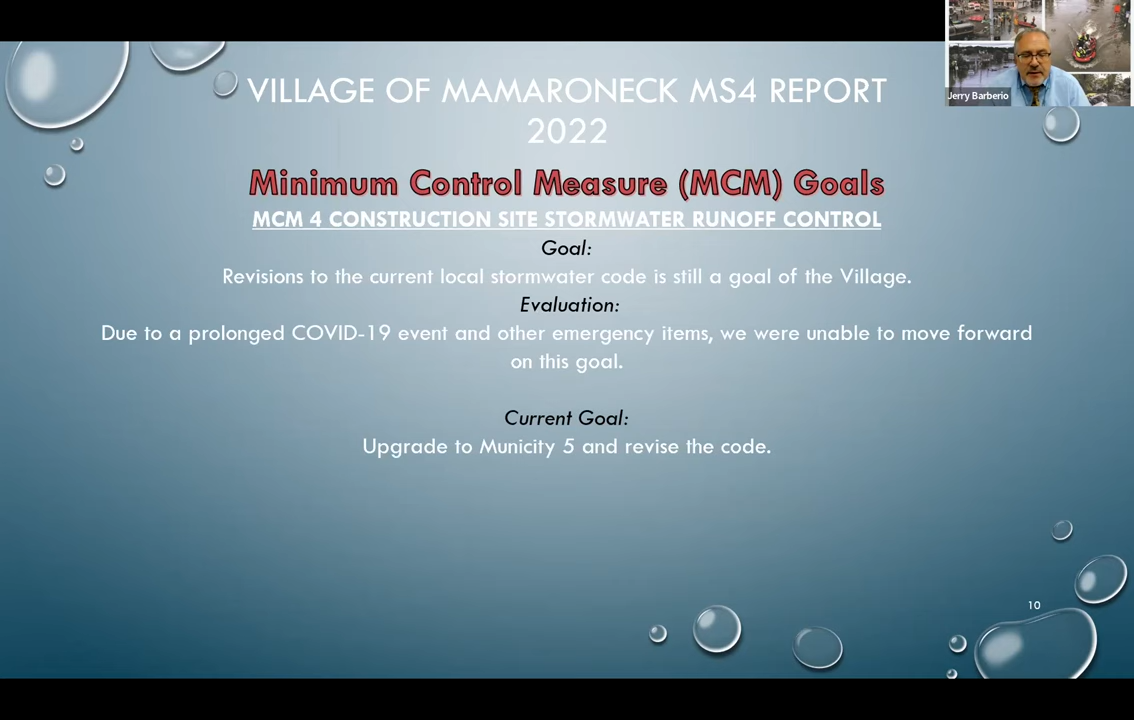 VILLAGE OF MAMARONECK MS4 REPORT
2022
Minimum Control Measure (MCM) Goals
MCM 4 CONSTRUCTION SITE STORMWATER RUNOFF CONTROL
Goal:
Revisions to the current local stormwater code is still a goal of the Village.
Evaluation:
Due to a prolonged COVID-19 event and other emergency items, we were unable to move forward
on this goal.
Current Goal:
Upgrade to Municity 5 and revise the code.
10
Jerry Barberio